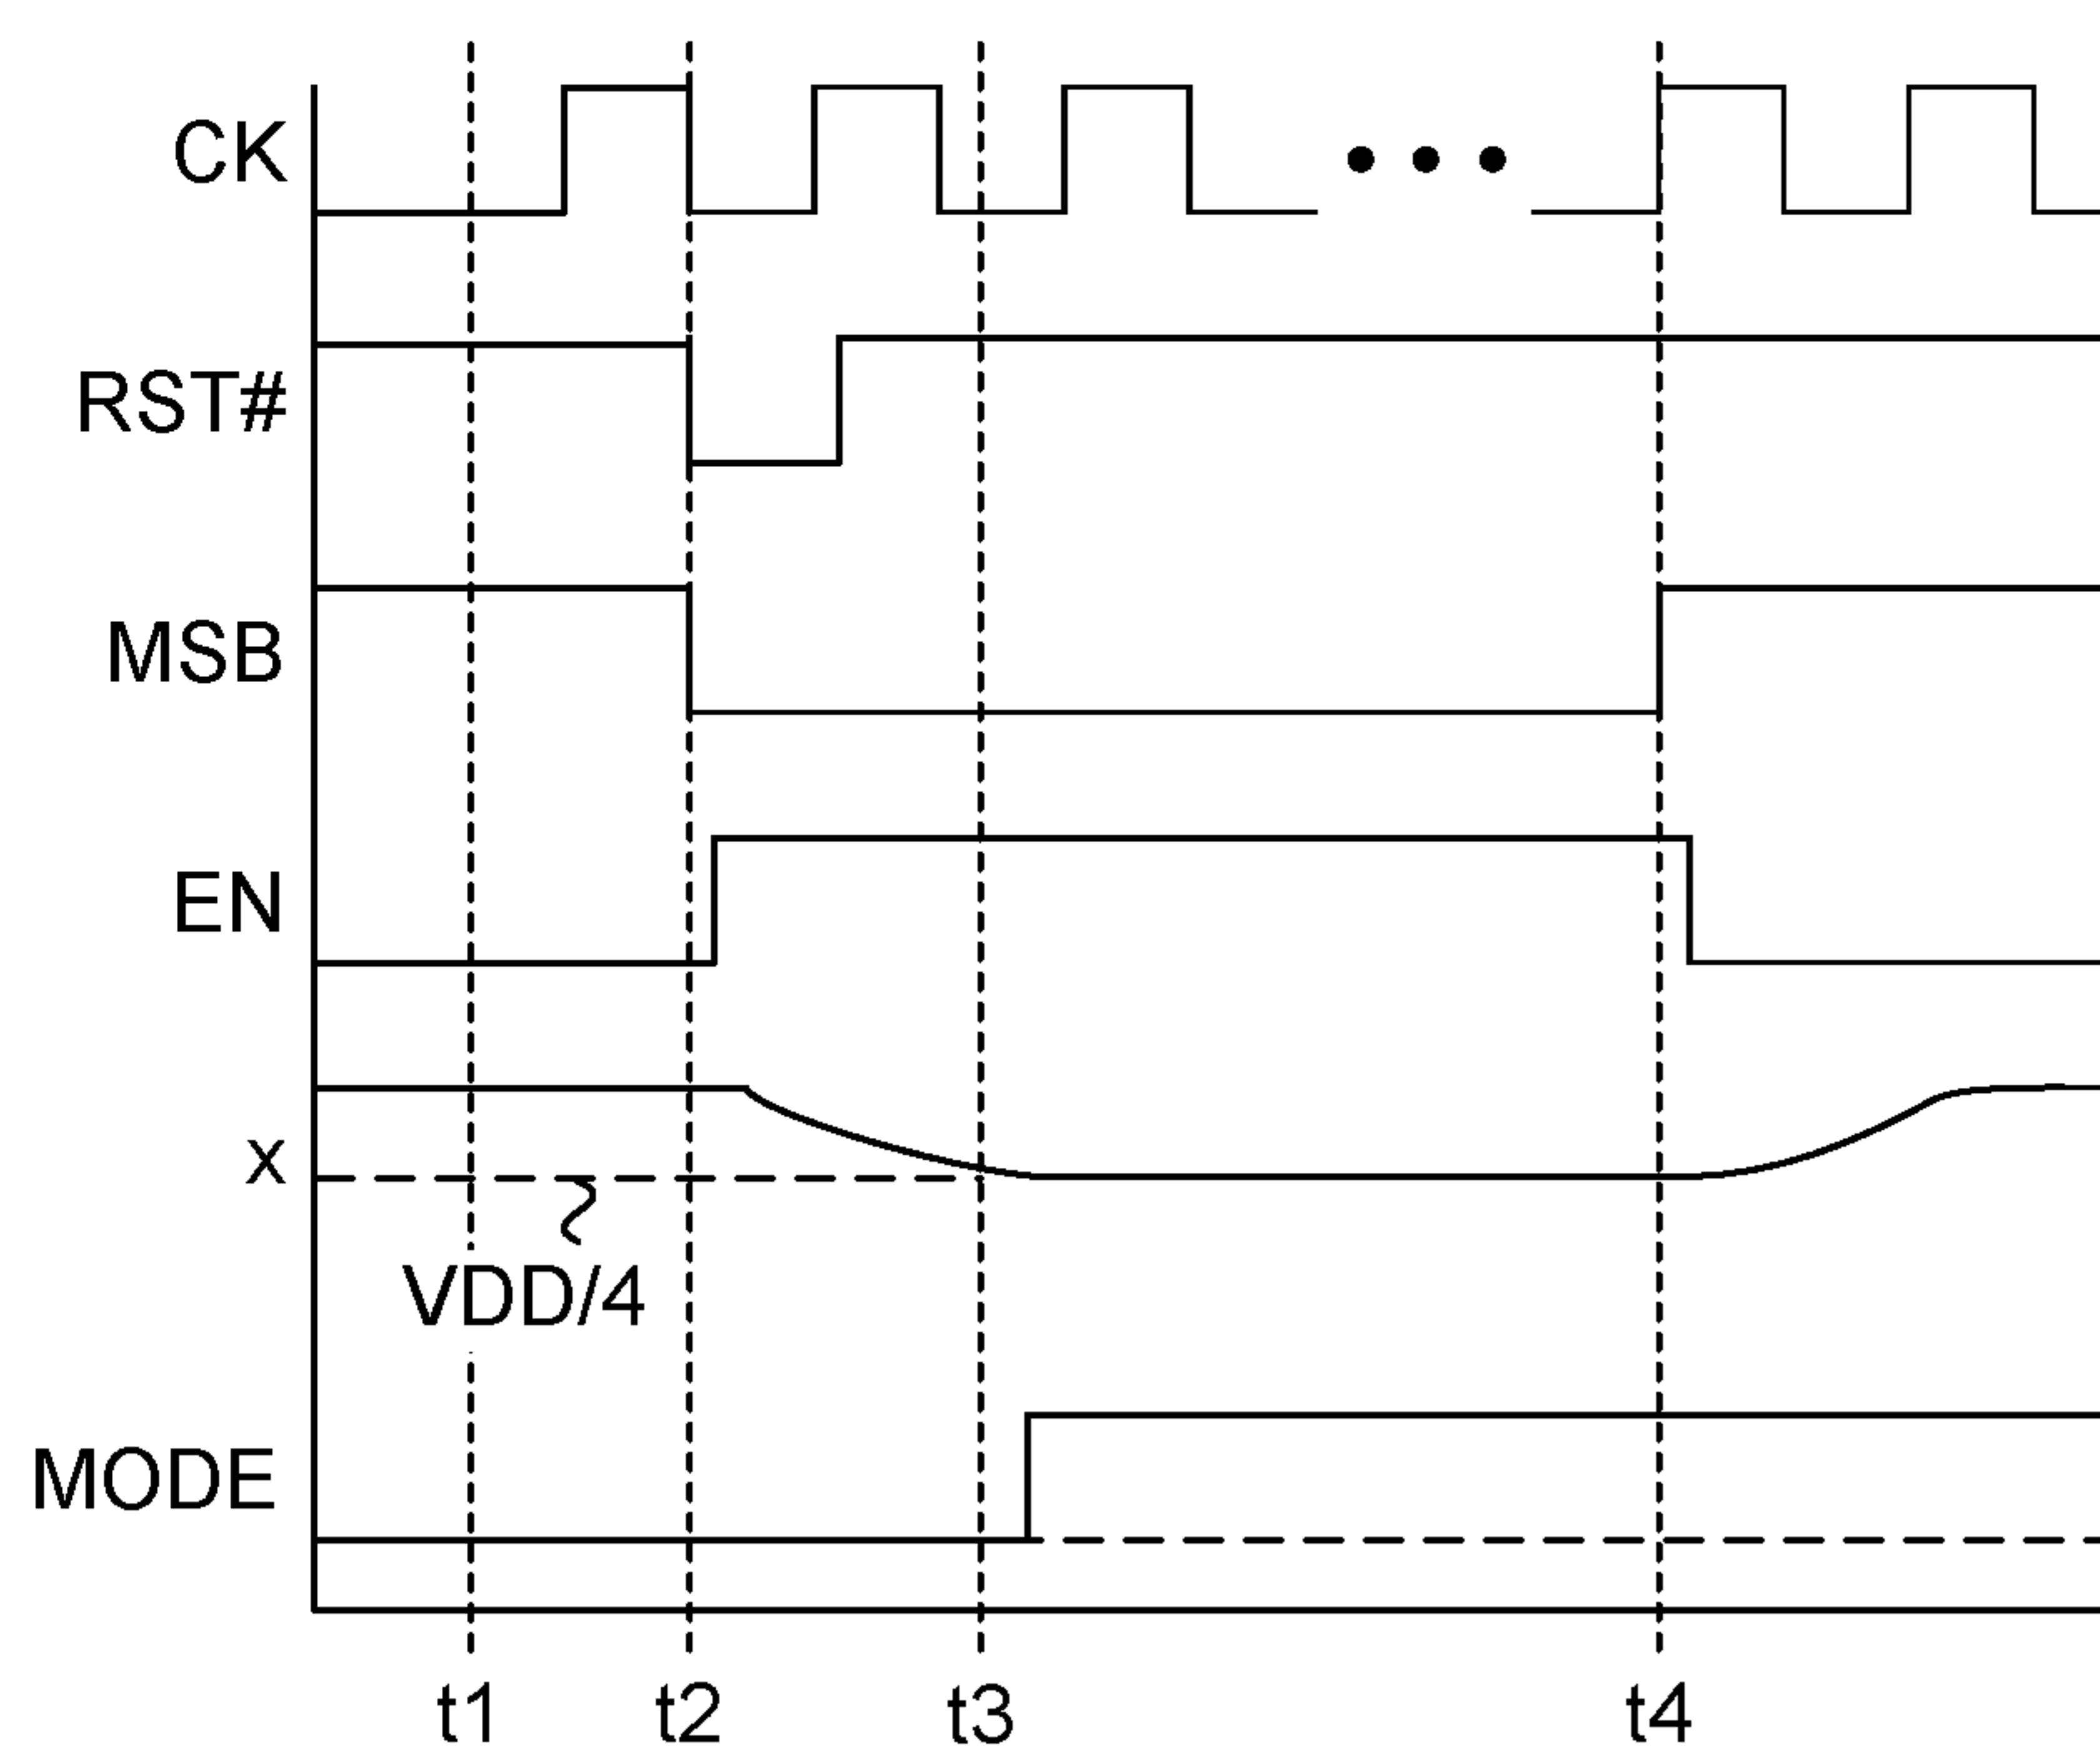 CK
RST#
MSB
EN
x
VDD/4
MODE
t1 t2 t3 t4